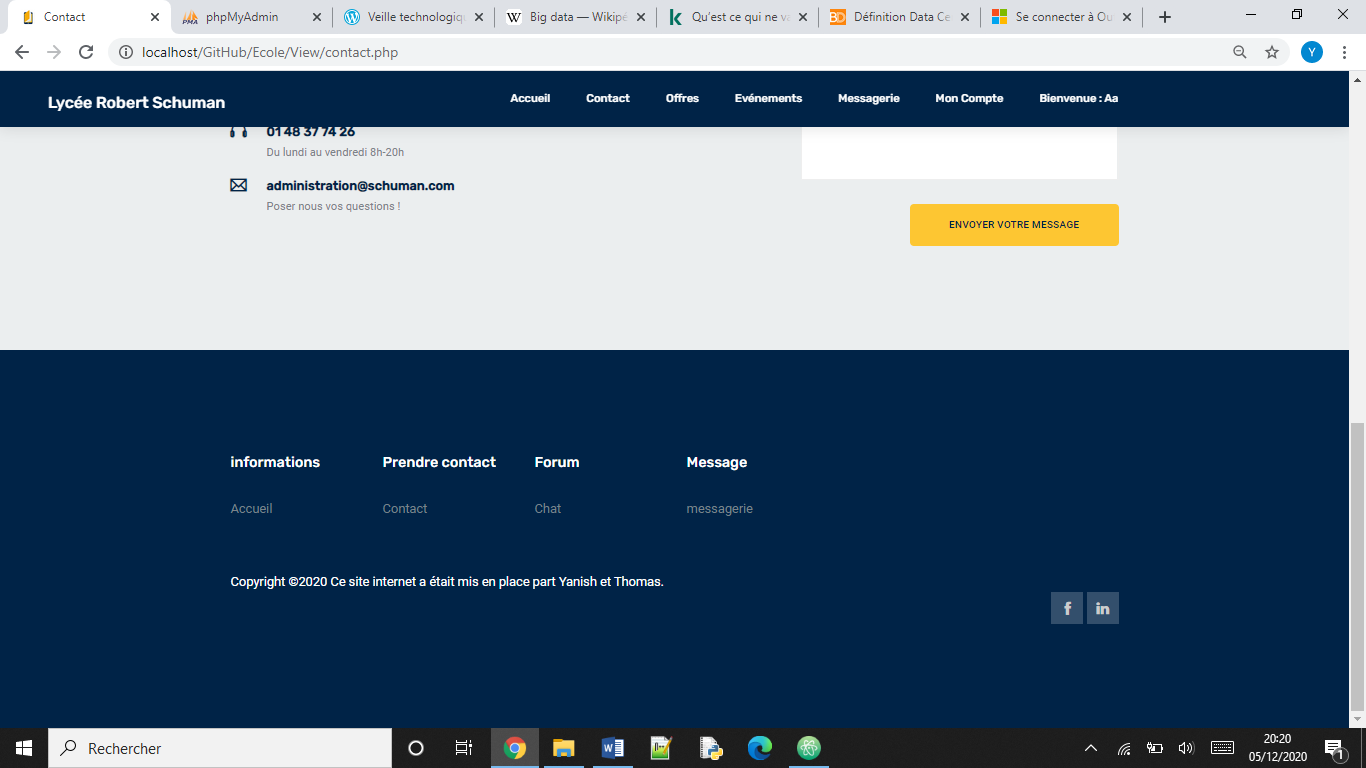 Contact
phpMyAdmin
Veille technologiqu
Big data — Wikipé
Qu'est ce qui ne va
Définition Data Ce
Se connecter à Ou
localhost/GitHub/Ecole/View/contact.php
Y
Lycée Robert Schuman
Accueil
Contact
Offres
Evénements
Messagerie
Mon Compte
Bienvenue : Aa
01 48 37 74 26
Du lundi au vendredi 8h-20h
administration@schuman.com
Poser nous vos questions !
ENVOYER VOTRE MESSAGE
informations
Prendre contact
Forum
Message
Accueil
Contact
Chat
messagerie
Copyright ©2020 Ce site internet a était mis en place part Yanish et Thomas.
Rechercher
20:20
05/12/2020
1